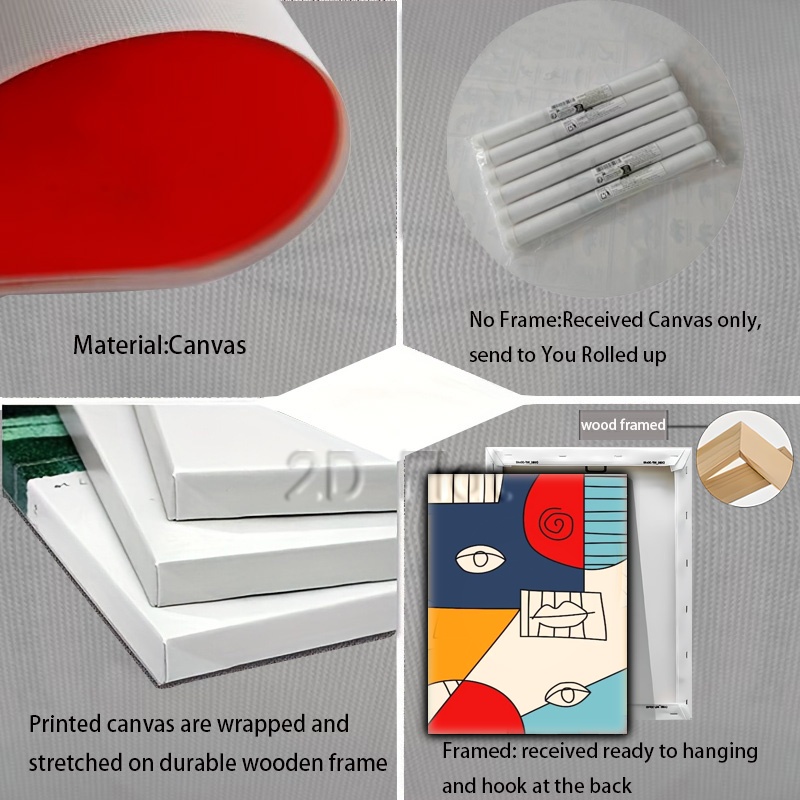 Material:Canvas
No Frame:Received Canvas only,
send to You Rolled up
wood framed
2D
Printed canvas are wrapped and
stretched on durable wooden frame
Framed: received ready to hanging
and hook at the back